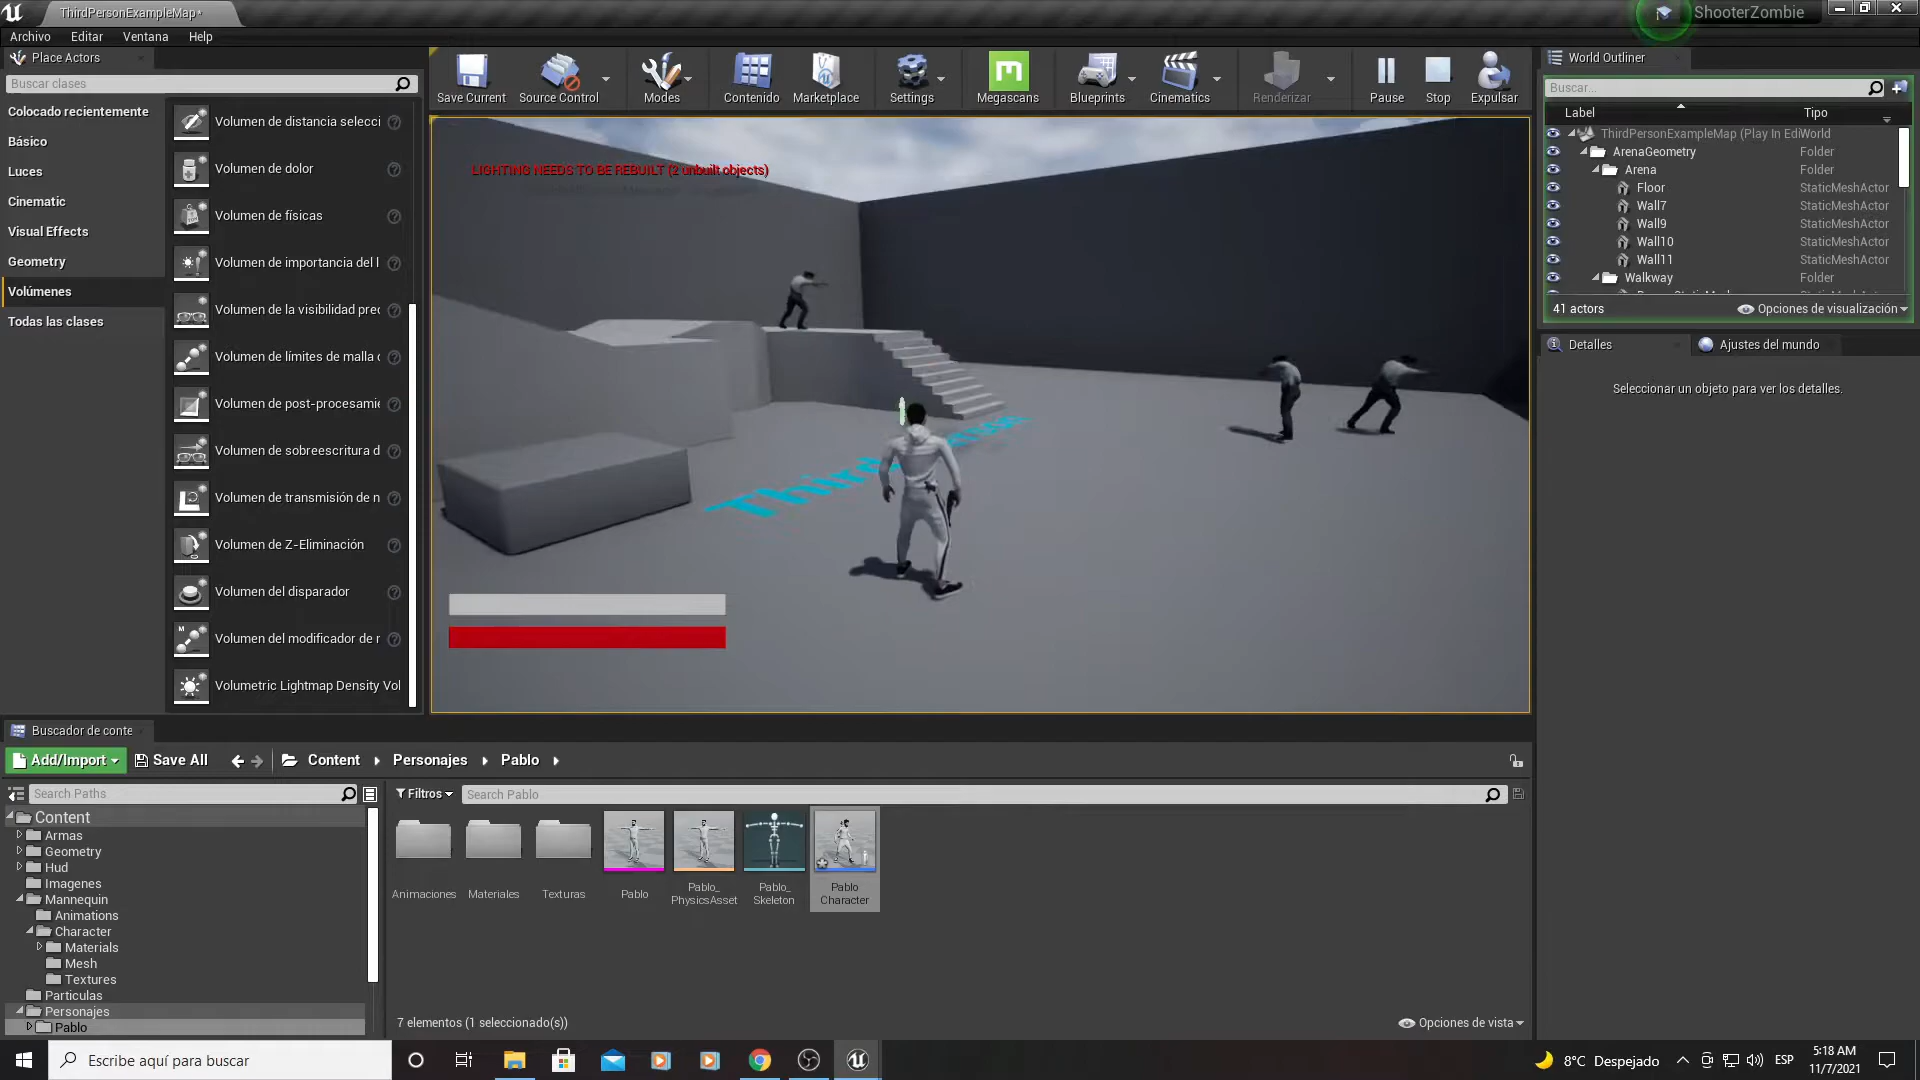 ThirdPersonExampleMap*
ShooterZombie
Archivo Editar Ventana Help
Place Actors
Buscar clases
Colocado recientemente
Básico
Luces
Cinematic
Visual Effects
Geometry
Volúmenes
Todas las clases
Volumen de distancia selecci
Volumen de dolor
Volumen de físicas
Volumen de importancia del l
Volumen de la visibilidad prec
Volumen de límites de malla
Volumen de post-procesamie
Volumen de sobreescritura d
Volumen de transmisión de n
Volumen de Z-Eliminación
Volumen del disparador
Volumen del modificador de
Volumetric Lightmap Density Vol
Save Current Source Control Modes Contenido Marketplace Settings Megascans Blueprints Cinematics Renderizar Pause Stop Expulsar
LIGHTING NEEDS TO BE REBUILT (2 unbuilt objects)
World Outliner
Buscar...
Label Tipo
ThirdPersonExampleMap (Play In Edi World
ArenaGeometry Folder
Arena Folder
Floor StaticMeshActor
Wall7 StaticMeshActor
Wall9 StaticMeshActor
Wall10 StaticMeshActor
Wall11 StaticMeshActor
Walkway Folder
41 actors Opciones de visualización
Detalles Ajustes del mundo
Seleccionar un objeto para ver los detalles.
Buscador de conte
Add/Import Save All Content Personajes Pablo
Search Paths
Content
Armas
Geometry
Hud
Imagenes
Mannequin
Animations
Character
Materials
Mesh
Textures
Particulas
Personajes
Pablo
Filtros Search Pablo
Animaciones
Materiales
Texturas
Pablo
Pablo_
PhysicsAsset
Pablo_
Skeleton
Pablo
Character
7 elementos (1 seleccionado(s)) Opciones de vista
Escribe aquí para buscar
8°C Despejado
ESP
5:18 AM
11/7/2021